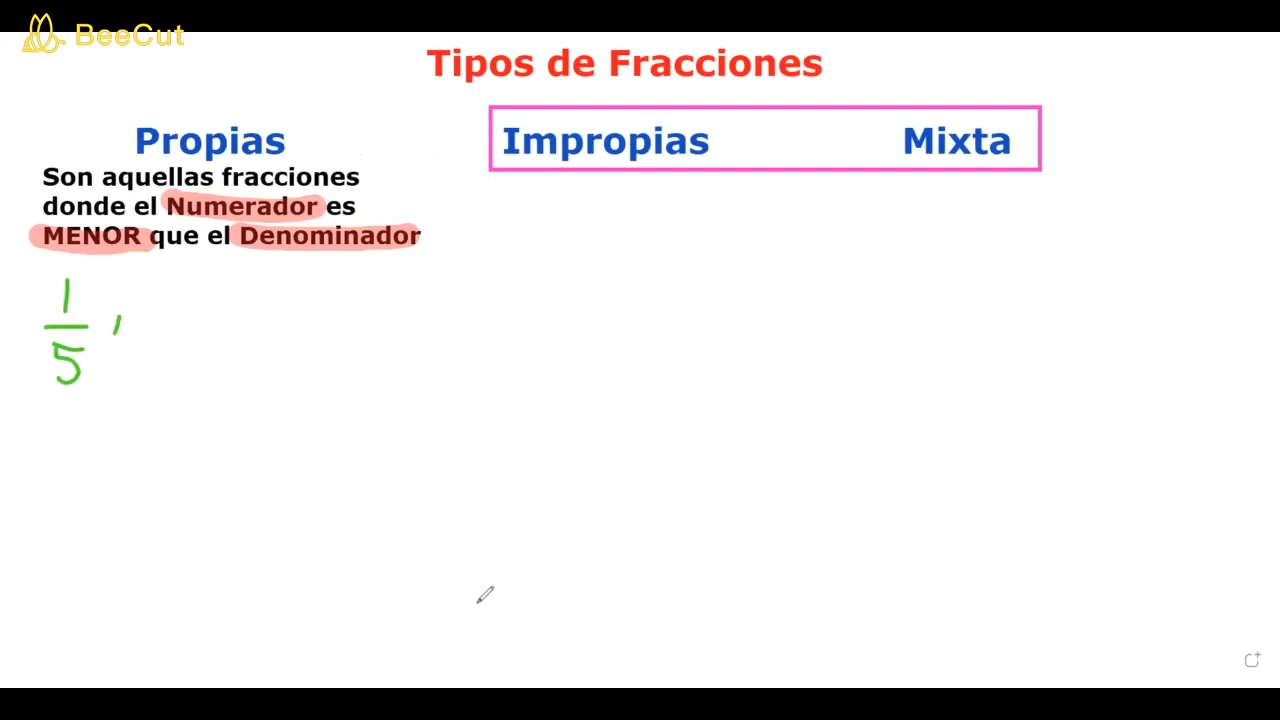 BeeCut
Tipos de Fracciones
Propias
Son aquellas fracciones
donde el Numerador es
MENOR que el Denominador
1
5 ,
Impropias Mixta